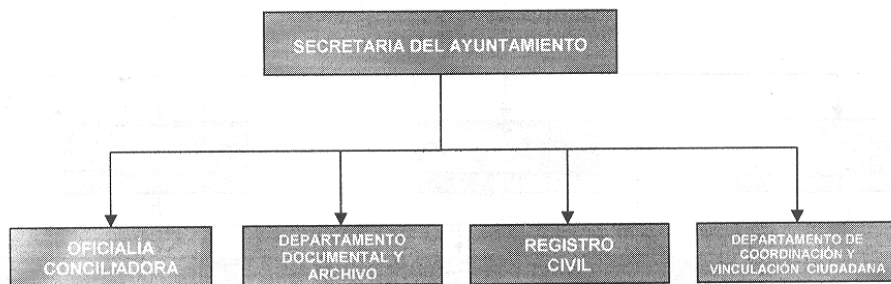 SECRETARIA DEL AYUNTAMIENTO
OFICIALÍA
CONCILIADORA
DEPARTAMENTO
DOCUMENTAL Y
ARCHIVO
REGISTRO
CIVIL
DEPARTAMENTO DE
COORDINACIÓN Y
VINCULACIÓN CIUDADANA